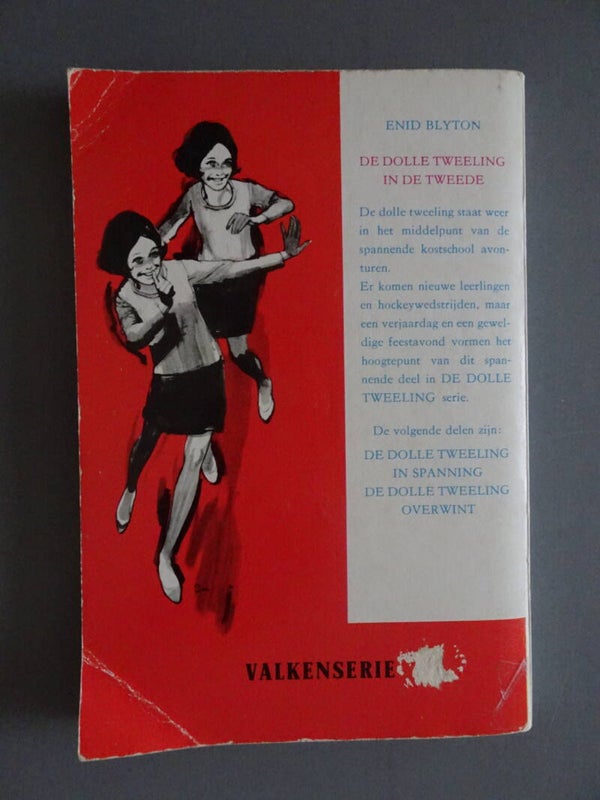 ENID BLYTON
DE DOLLE TWEELING
IN DE TWEEDE
De dolle tweeling staat weer
in het middelpunt van de
spannende kostschool avon-
turen.
Er komen nieuwe leerlingen
en hockeywedstrijden, maar
een verjaardag en een gewel-
dige feestavond vormen het
hoogtepunt van dit span-
nende deel in DE DOLLE
TWEELING serie.
De volgende delen zijn:
DE DOLLE TWEELING
IN SPANNING
DE DOLLE TWEELING
OVERWINT
VALKENSERIE